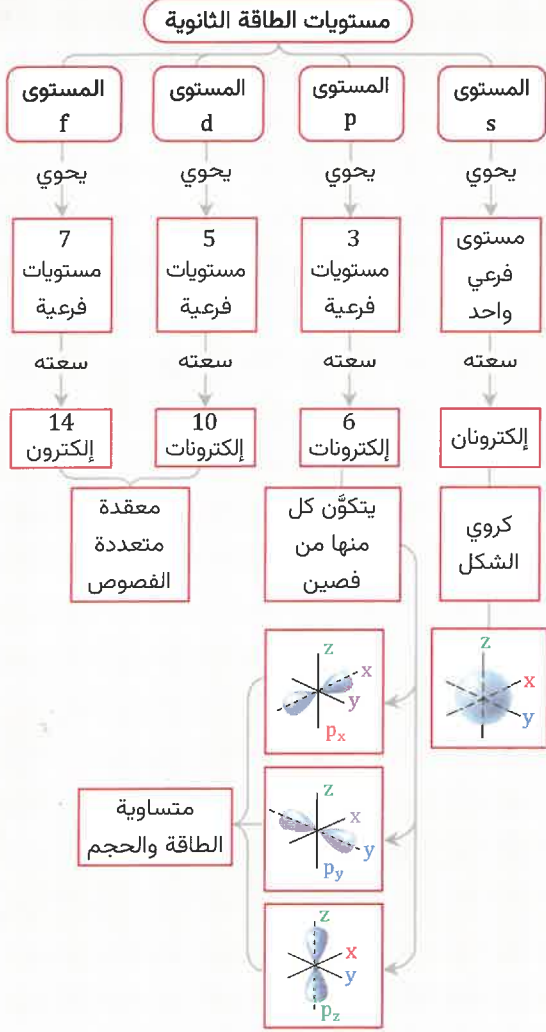 مستويات الطاقة الثانوية
المستوى
s
المستوى
p
المستوى
d
المستوى
f
يحوي
يحوي
يحوي
يحوي
مستوى
فرعي
واحد
3
مستويات
فرعية
5
مستويات
فرعية
7
مستويات
فرعية
سعته
سعته
سعته
سعته
إلكترونان
6
إلكترونات
10
إلكترونات
14
إلكترون
كروي
الشكل
يتكوَّن كل
منها من
فصين
معقدة
متعددة
الفصوص
z
x
y
z
x
y
px
z
x
y
py
z
x
y
pz
متساوية
الطاقة والحجم